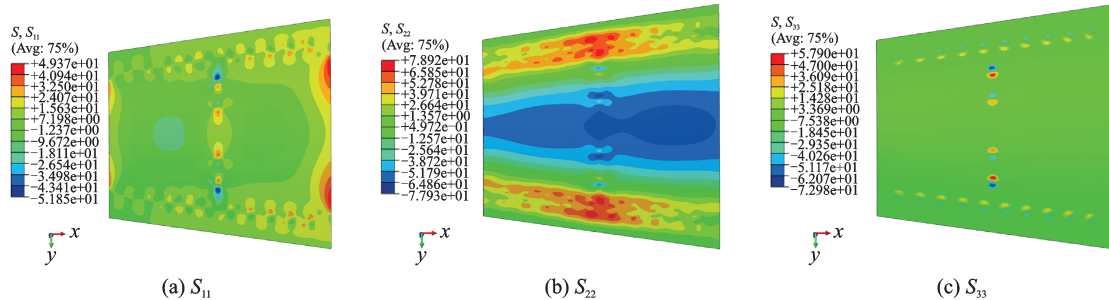 S, S11
(Avg: 75%)
+4.937e+01
+4.094e+01
+3.250e+01
+2.407e+01
+1.563e+01
+7.198e+00
−1.237e+00
−9.672e+00
−1.811e+01
−2.654e+01
−3.498e+01
−4.341e+01
−5.185e+01
x
y
(a) S11
S, S22
(Avg: 75%)
+7.892e+01
+6.585e+01
+5.278e+01
+3.971e+01
+2.664e+01
+1.357e+01
+4.972e−01
−1.257e+01
−2.564e+01
−3.872e+01
−5.179e+01
−6.486e+01
−7.793e+01
x
y
(b) S22
S, S33
(Avg: 75%)
+5.790e+01
+4.700e+01
+3.609e+01
+2.518e+01
+1.428e+01
+3.369e+00
−7.538e+00
−1.845e+01
−2.935e+01
−4.026e+01
−5.117e+01
−6.207e+01
−7.298e+01
x
y
(c) S33